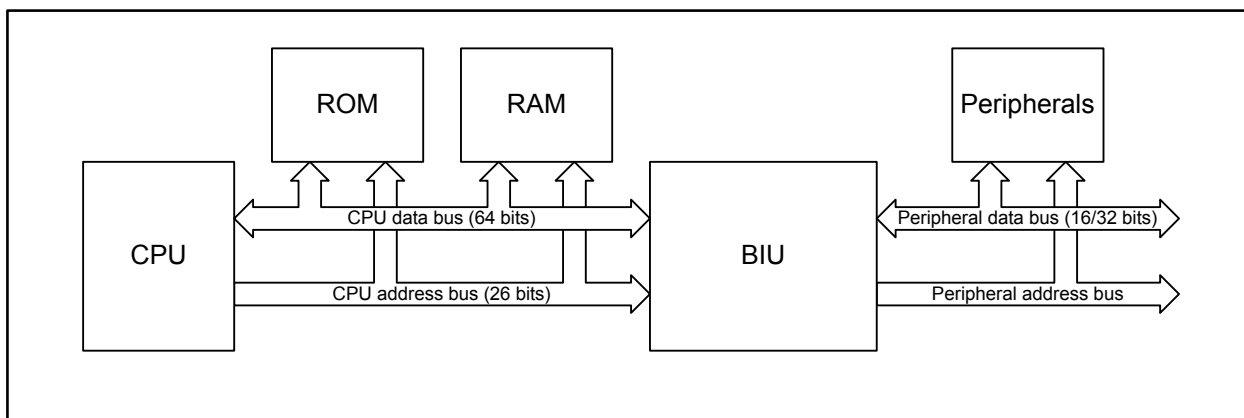 ROM
RAM
Peripherals
CPU data bus (64 bits)
Peripheral data bus (16/32 bits)
CPU
BIU
CPU address bus (26 bits)
Peripheral address bus